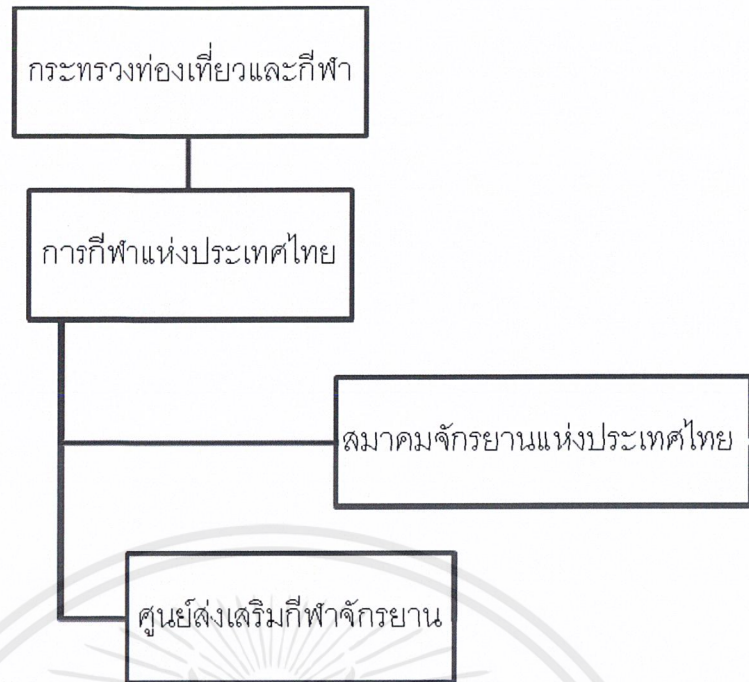 กระทรวงท่องเที่ยวและกีฬา
การกีฬาแห่งประเทศไทย
สมาคมจักรยานแห่งประเทศไทย
ศูนย์ส่งเสริมกีฬาจักรยาน